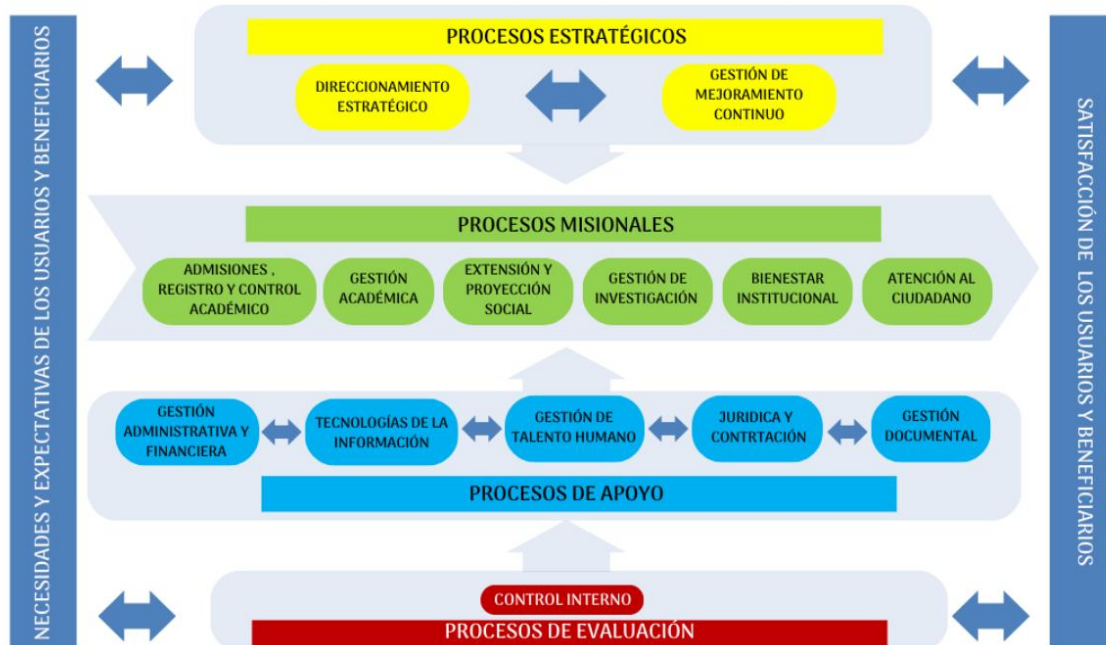 NECESIDADES Y EXPECTATIVAS DE LOS USUARIOS Y BENEFICIARIOS
PROCESOS ESTRATÉGICOS
DIRECCIONAMIENTO
ESTRATÉGICO
GESTIÓN DE
MEJORAMIENTO
CONTINUO
PROCESOS MISIONALES
ADMISIONES ,
REGISTRO Y CONTROL
ACADÉMICO
GESTIÓN
ACADÉMICA
EXTENSIÓN Y
PROYECCIÓN
SOCIAL
GESTIÓN DE
INVESTIGACIÓN
BIENESTAR
INSTITUCIONAL
ATENCIÓN AL
CIUDADANO
GESTIÓN
ADMINISTRATIVA Y
FINANCIERA
TECNOLOGÍAS DE LA
INFORMACIÓN
GESTIÓN DE
TALENTO HUMANO
JURIDICA Y
CONTRTACIÓN
GESTIÓN
DOCUMENTAL
PROCESOS DE APOYO
CONTROL INTERNO
PROCESOS DE EVALUACIÓN
SATISFACCIÓN DE LOS USUARIOS Y BENEFICIARIOS